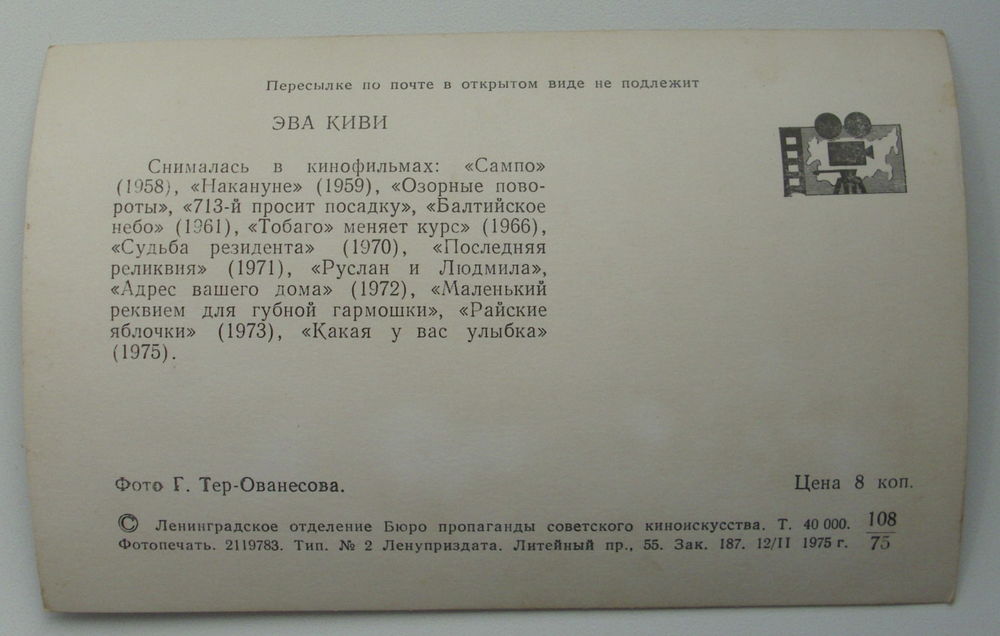 Пересылке по почте в открытом виде не подлежит
ЭВА КИВИ
Снималась в кинофильмах: «Сампо»
(1958), «Накануне» (1959), «Озорные пово-
роты», «713-й просит посадку», «Балтийское
небо» (1961), «Тобаго» меняет курс» (1966),
«Судьба резидента» (1970), «Последняя
реликвия» (1971), «Руслан и Людмила»,
«Адрес вашего дома» (1972), «Маленький
реквием для губной гармошки», «Райские
яблочки» (1973), «Какая у вас улыбка»
(1975).
Фото Г. Тер-Ованесова.
Цена 8 коп.
© Ленинградское отделение Бюро пропаганды советского киноискусства. Т. 40 000. 108
Фотопечать. 2119783. Тип. № 2 Ленуприздата. Литейный пр., 55. Зак. 187. 12/II 1975 г. 75